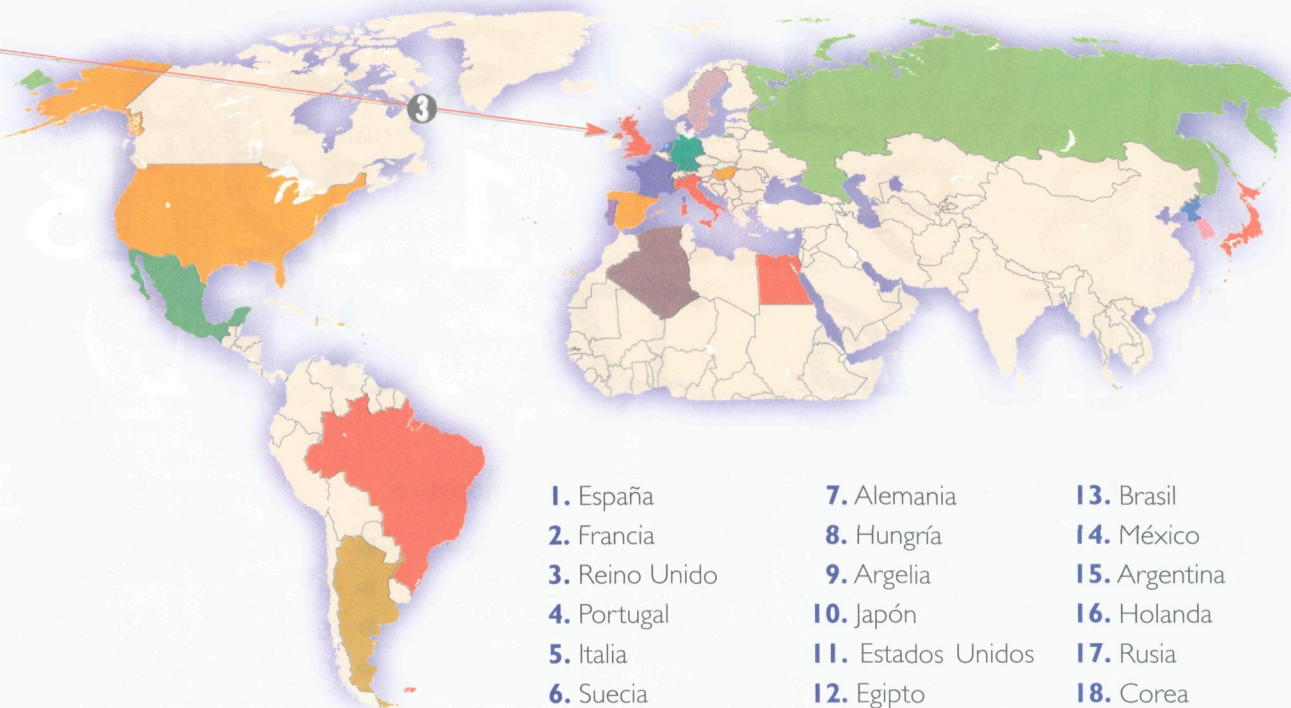 3
1. España
2. Francia
3. Reino Unido
4. Portugal
5. Italia
6. Suecia
7. Alemania
8. Hungría
9. Argelia
10. Japón
11. Estados Unidos
12. Egipto
13. Brasil
14. México
15. Argentina
16. Holanda
17. Rusia
18. Corea